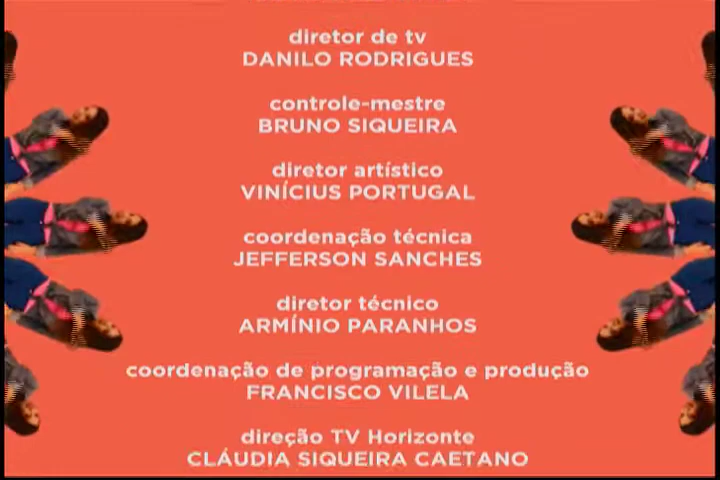 diretor de tv
DANILO RODRIGUES
controle-mestre
BRUNO SIQUEIRA
diretor artístico
VINÍCIUS PORTUGAL
coordenação técnica
JEFFERSON SANCHES
diretor técnico
ARMÍNIO PARANHOS
coordenação de programação e produção
FRANCISCO VILELA
direção TV Horizonte
CLÁUDIA SIQUEIRA CAETANO